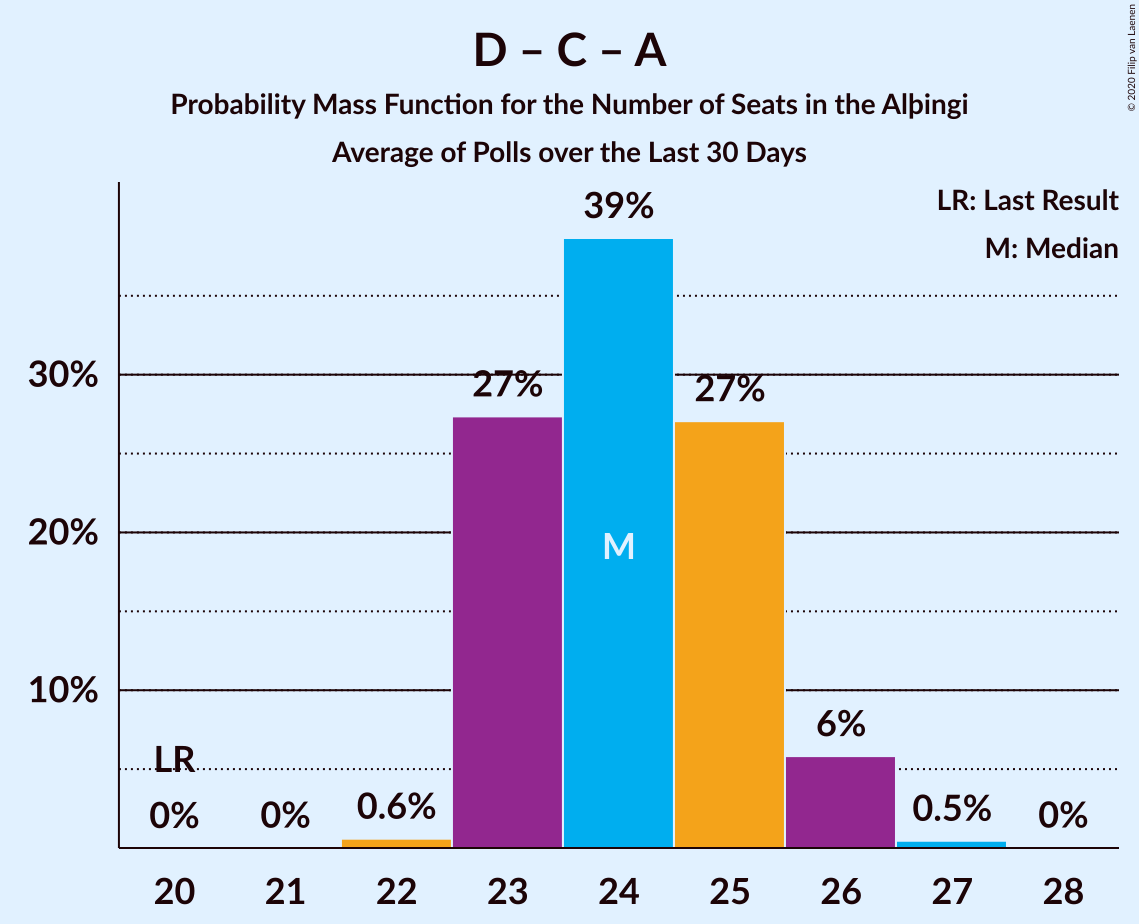 D – C – A
Probability Mass Function for the Number of Seats in the Alþingi
Average of Polls over the Last 30 Days
© 2020 Filip van Laenen
LR: Last Result
M: Median
39%
30%
27%
27%
20%
M
10%
6%
LR
0%
0%
0.6%
0.5%
0%
20
21
22
23
24
25
26
27
28